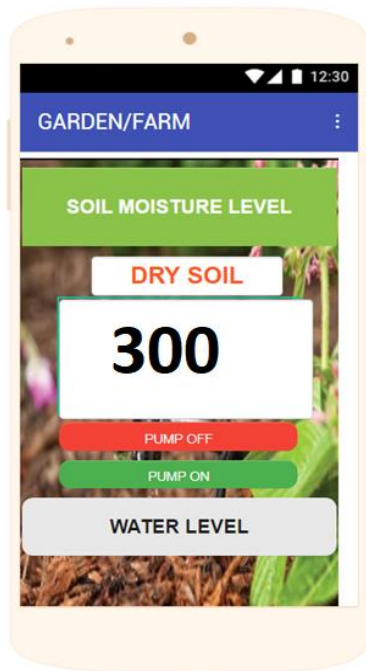 12:30
GARDEN/FARM
SOIL MOISTURE LEVEL
DRY SOIL
300
PUMP OFF
PUMP ON
WATER LEVEL